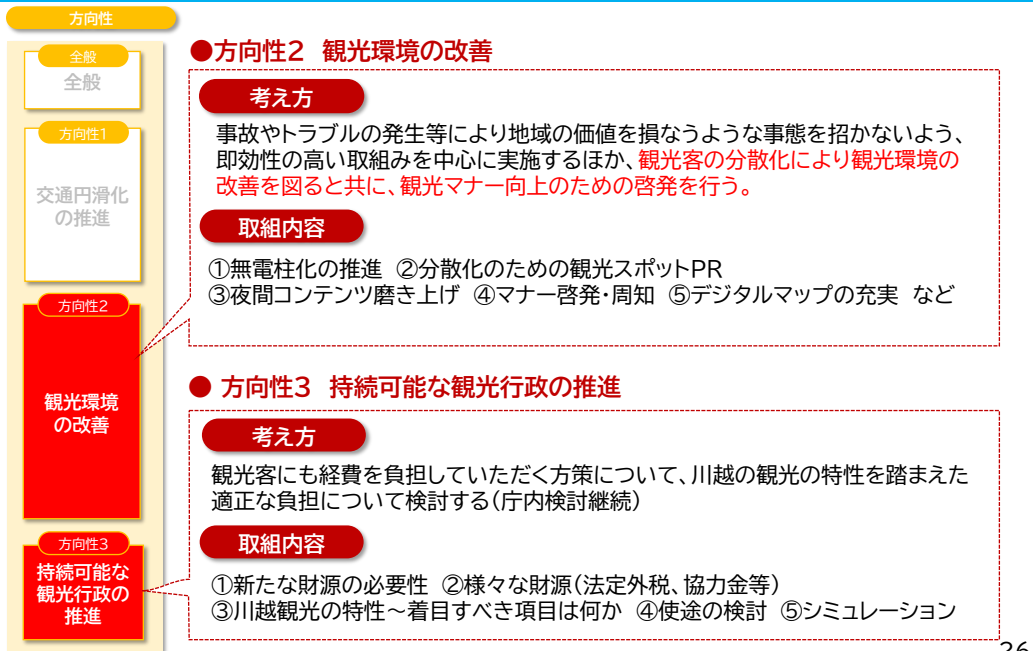 方向性
全般
全般
方向性1
交通円滑化
の推進
方向性2
観光環境
の改善
方向性3
持続可能な
観光行政の
推進
●方向性2 観光環境の改善
考え方
事故やトラブルの発生等により地域の価値を損なうような事態を招かないよう、
即効性の高い取組みを中心に実施するほか、観光客の分散化により観光環境の
改善を図ると共に、観光マナー向上のための啓発を行う。
取組内容
①無電柱化の推進 ②分散化のための観光スポットPR
③夜間コンテンツ磨き上げ ④マナー啓発・周知 ⑤デジタルマップの充実 など
● 方向性3 持続可能な観光行政の推進
考え方
観光客にも経費を負担していただく方策について、川越の観光の特性を踏まえた
適正な負担について検討する(庁内検討継続)
取組内容
①新たな財源の必要性 ②様々な財源(法定外税、協力金等)
③川越観光の特性～着目すべき項目は何か ④使途の検討 ⑤シミュレーション